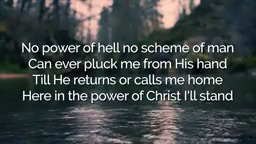 No power of hell no scheme of man
Can ever pluck me from His hand
Till He returns or calls me home
Here in the power of Christ I'll stand